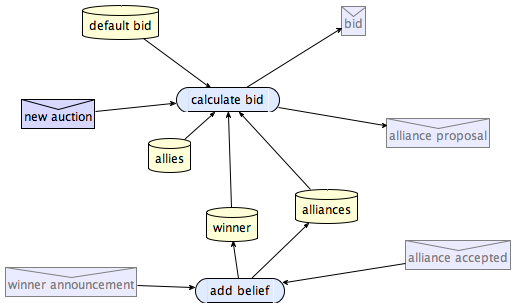 default bid
bid
calculate bid
new auction
alliance proposal
allies
alliances
winner
alliance accepted
winner announcement
add belief